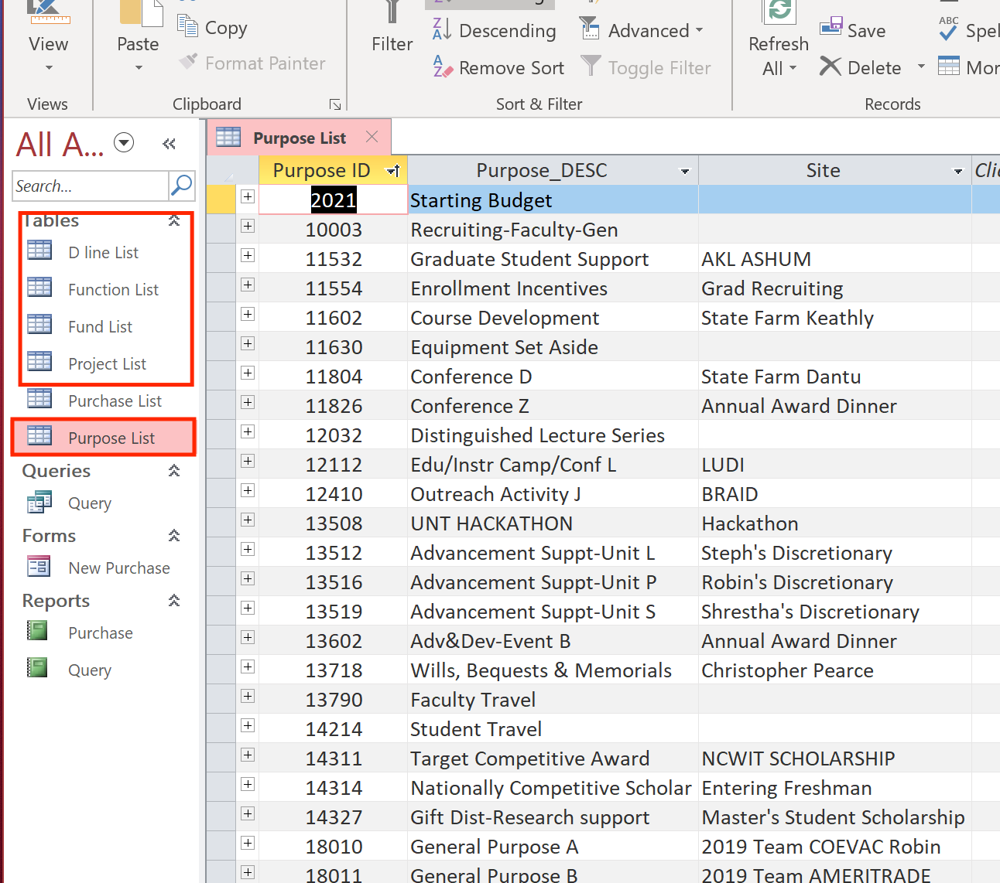 View
Paste
Copy
Format Painter
Filter
Descending
Remove Sort
Advanced
Toggle Filter
Refresh
All
Save
Delete
ABC
Views
Clipboard
Sort & Filter
Records
All A...
Search...
Tables
D line List
Function List
Fund List
Project List
Purchase List
Purpose List
Queries
Query
Forms
New Purchase
Reports
Purchase
Query
Purpose List
Purpose ID Purpose_DESC Site
2021 Starting Budget
10003 Recruiting-Faculty-Gen
11532 Graduate Student Support AKL ASHUM
11554 Enrollment Incentives Grad Recruiting
11602 Course Development State Farm Keathly
11630 Equipment Set Aside
11804 Conference D State Farm Dantu
11826 Conference Z Annual Award Dinner
12032 Distinguished Lecture Series
12112 Edu/Instr Camp/Conf L LUDI
12410 Outreach Activity J BRAID
13508 UNT HACKATHON Hackathon
13512 Advancement Suppt-Unit L Steph's Discretionary
13516 Advancement Suppt-Unit P Robin's Discretionary
13519 Advancement Suppt-Unit S Shrestha's Discretionary
13602 Adv&Dev-Event B Annual Award Dinner
13718 Wills, Bequests & Memorials Christopher Pearce
13790 Faculty Travel
14214 Student Travel
14311 Target Competitive Award NCWIT SCHOLARSHIP
14314 Nationally Competitive Scholar Entering Freshman
14327 Gift Dist-Research support Master's Student Scholarship
18010 General Purpose A 2019 Team COEVAC Robin
18011 General Purpose B 2019 Team AMERITRADE